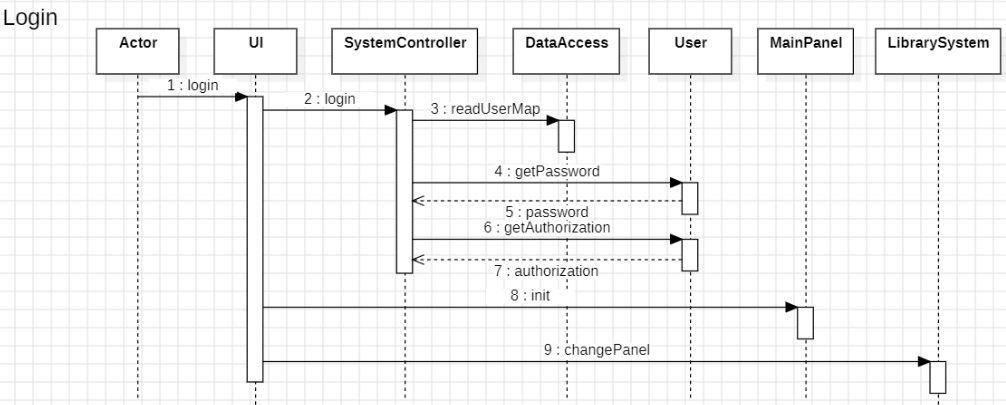 Login
Actor
UI
SystemController
DataAccess
User
MainPanel
LibrarySystem
1 : login
2 : login
3 : readUserMap
4 : getPassword
5 : password
6 : getAuthorization
7 : authorization
8 : init
9 : changePanel